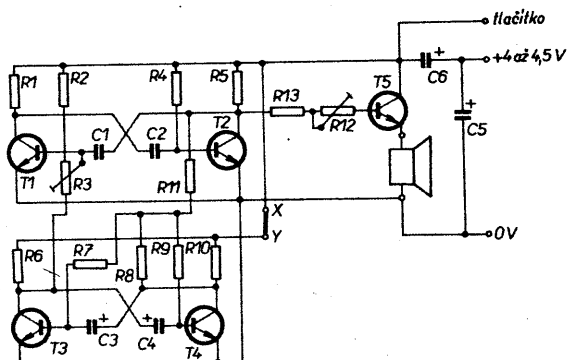 tlačítko
R1 R2 R4 R5 T5 C6 +4 až 4,5 V
R13 R12 C5
C1 C2 T2
T1 R3 R11
X
Y 0V
R6 R7 R8 R9 R10
T3 C3 C4 T4